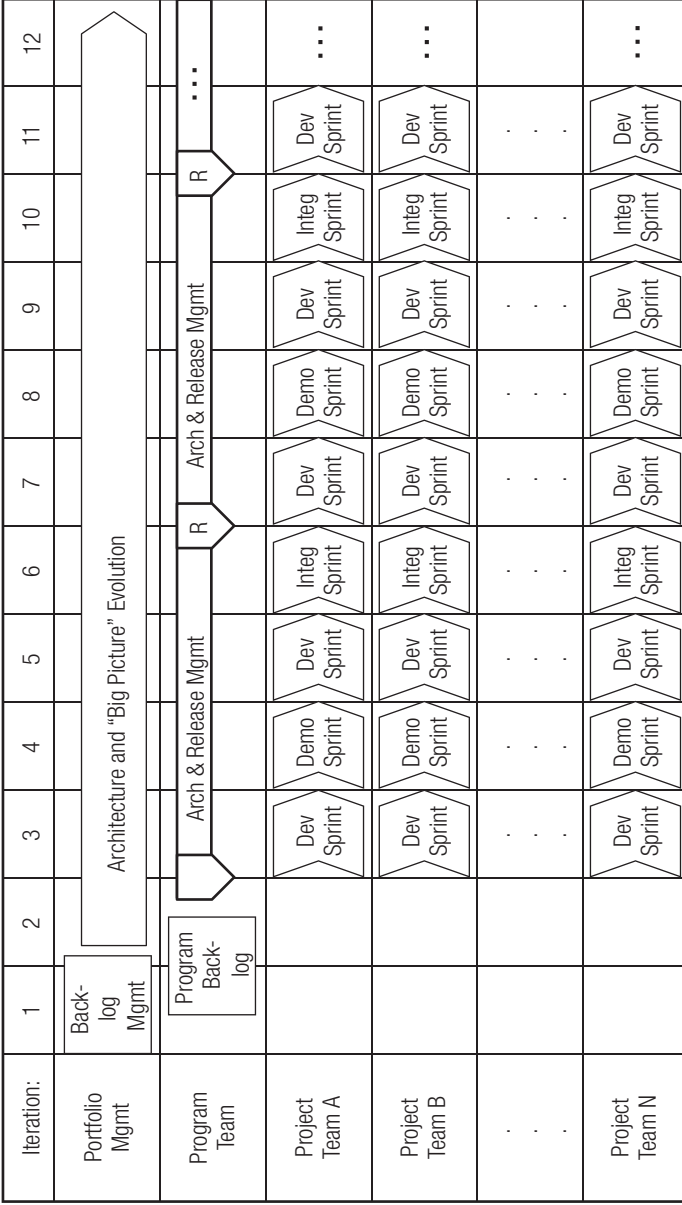 Iteration:
1
2
3
4
5
6
7
8
9
10
11
12
Portfolio
Mgmt
Back-
log
Mgmt
Architecture and “Big Picture” Evolution
Program
Team
Program
Back-
log
Arch & Release Mgmt
R
Arch & Release Mgmt
R
...
Project
Team A
Dev
Sprint
Demo
Sprint
Dev
Sprint
Integ
Sprint
Dev
Sprint
Demo
Sprint
Dev
Sprint
Integ
Sprint
Dev
Sprint
...
Project
Team B
Dev
Sprint
Demo
Sprint
Dev
Sprint
Integ
Sprint
Dev
Sprint
Demo
Sprint
Dev
Sprint
Integ
Sprint
Dev
Sprint
...
. . .
. . .
. . .
. . .
. . .
. . .
. . .
. . .
. . .
. . .
Project
Team N
Dev
Sprint
Demo
Sprint
Dev
Sprint
Integ
Sprint
Dev
Sprint
Demo
Sprint
Dev
Sprint
Integ
Sprint
Dev
Sprint
...